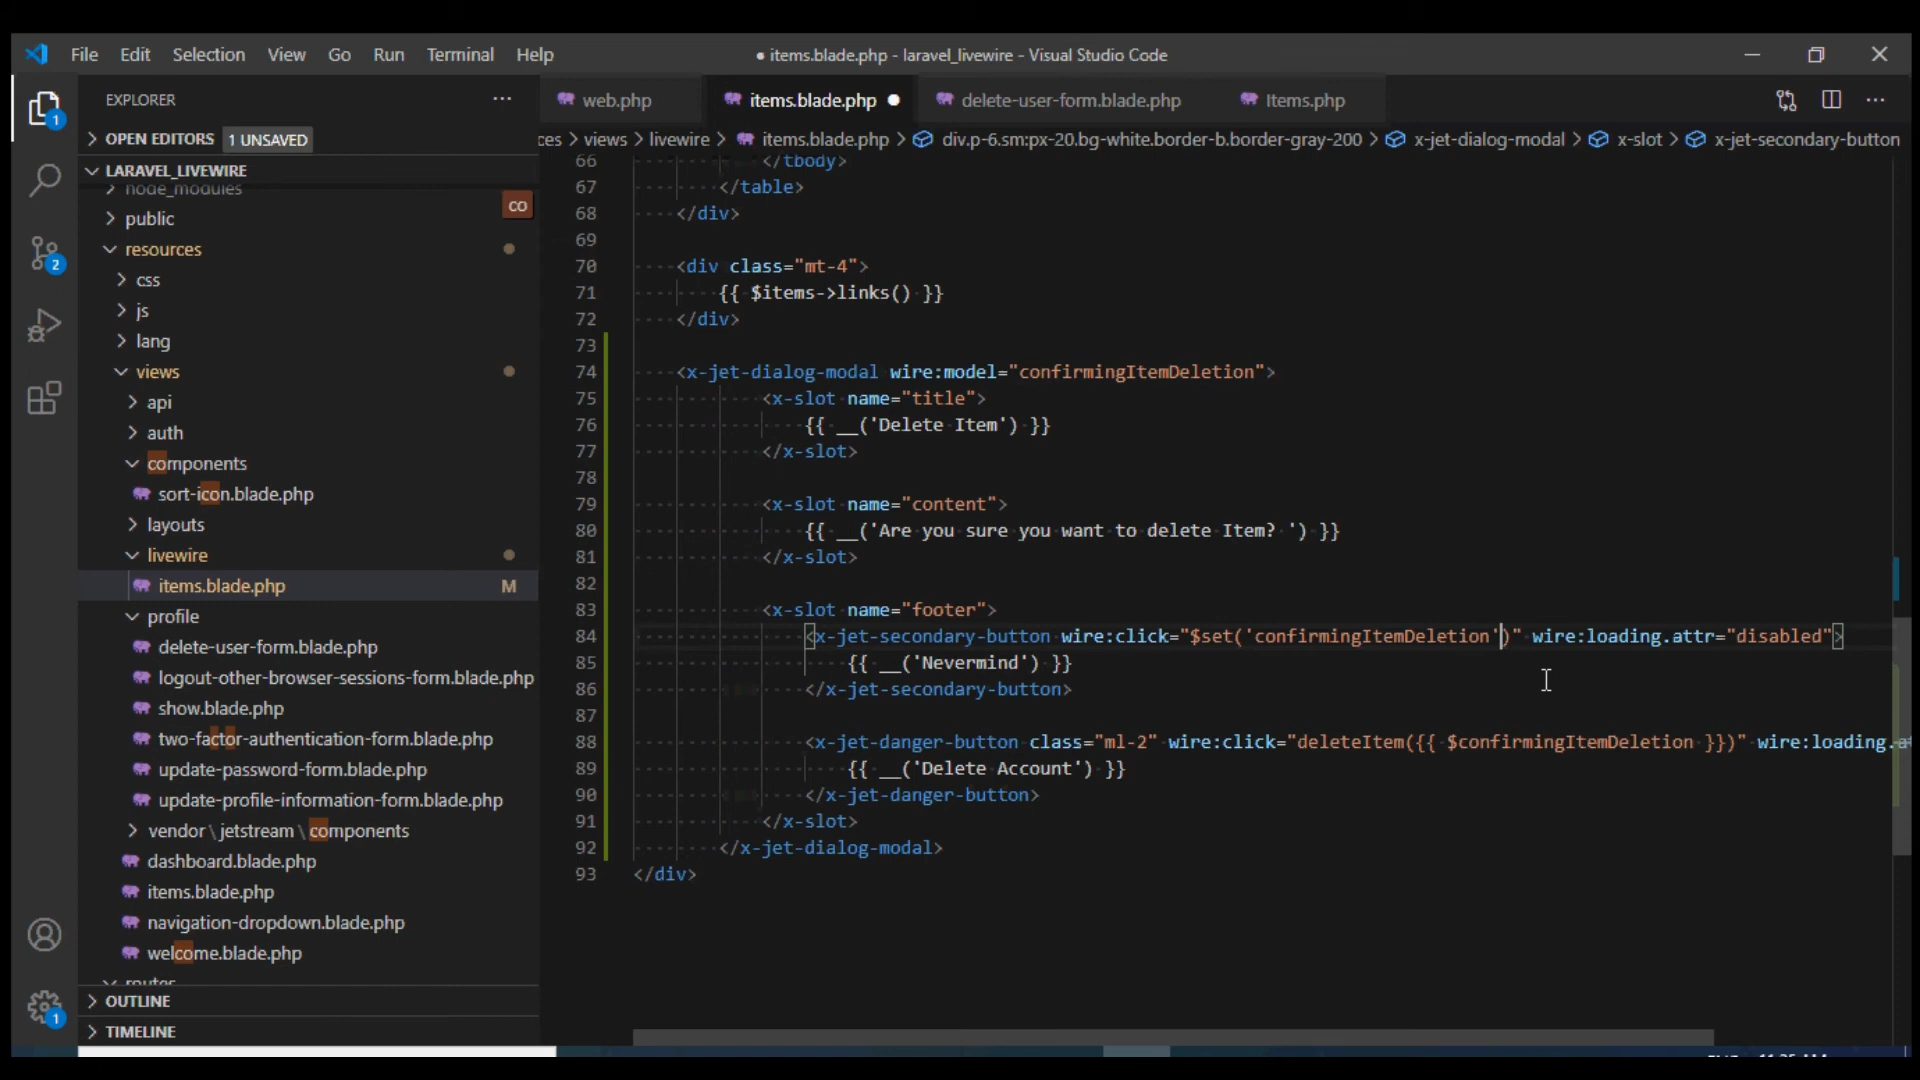 File Edit Selection View Go Run Terminal Help
● items.blade.php - laravel_livewire - Visual Studio Code
EXPLORER ···
web.php items.blade.php ● delete-user-form.blade.php Items.php ···
> OPEN EDITORS 1 UNSAVED
ces > views > livewire > items.blade.php > div.p-6.sm:px-20.bg-white.border-b.border-gray-200 > x-jet-dialog-modal > x-slot > x-jet-secondary-button
LARAVEL_LIVEWIRE
node_modules
co
public
resources
css
js
lang
views
api
auth
components
sort-icon.blade.php
layouts
livewire
items.blade.php M
profile
delete-user-form.blade.php
logout-other-browser-sessions-form.blade.php
show.blade.php
two-factor-authentication-form.blade.php
update-password-form.blade.php
update-profile-information-form.blade.php
vendor\jetstream\components
dashboard.blade.php
items.blade.php
navigation-dropdown.blade.php
welcome.blade.php
routes
OUTLINE
TIMELINE
1
2
1
66 </tbody>
67 </table>
68 </div>
69
70 <div class="mt-4">
71 {{ $items->links() }}
72 </div>
73
74 <x-jet-dialog-modal wire:model="confirmingItemDeletion">
75 <x-slot name="title">
76 {{ __('Delete Item') }}
77 </x-slot>
78
79 <x-slot name="content">
80 {{ __('Are you sure you want to delete Item? ') }}
81 </x-slot>
82
83 <x-slot name="footer">
84 <x-jet-secondary-button wire:click="$set('confirmingItemDeletion')" wire:loading.attr="disabled">
85 {{ __('Nevermind') }}
86 </x-jet-secondary-button>
87
88 <x-jet-danger-button class="ml-2" wire:click="deleteItem({{ $confirmingItemDeletion }})" wire:loading.at
89 {{ __('Delete Account') }}
90 </x-jet-danger-button>
91 </x-slot>
92 </x-jet-dialog-modal>
93 </div>